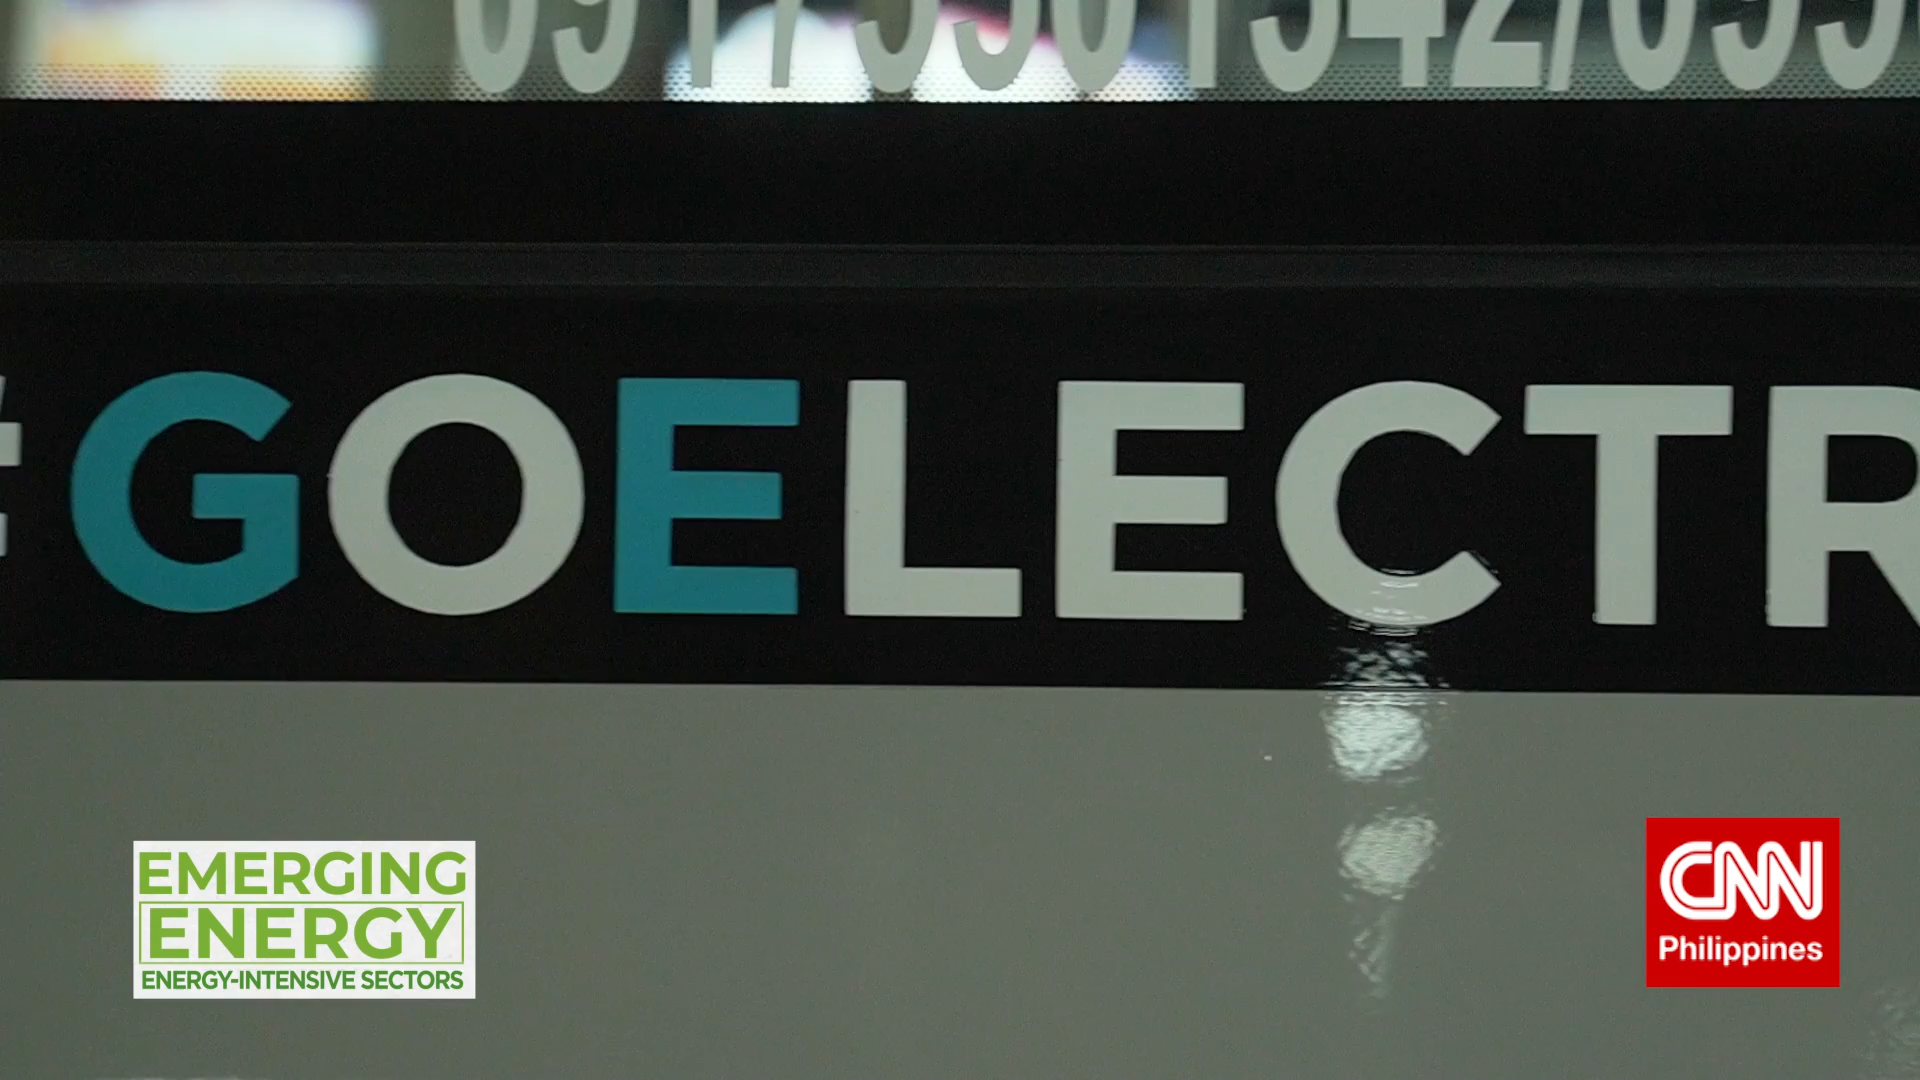 #GOELECTR
EMERGING
ENERGY
ENERGY-INTENSIVE SECTORS
CNN
Philippines